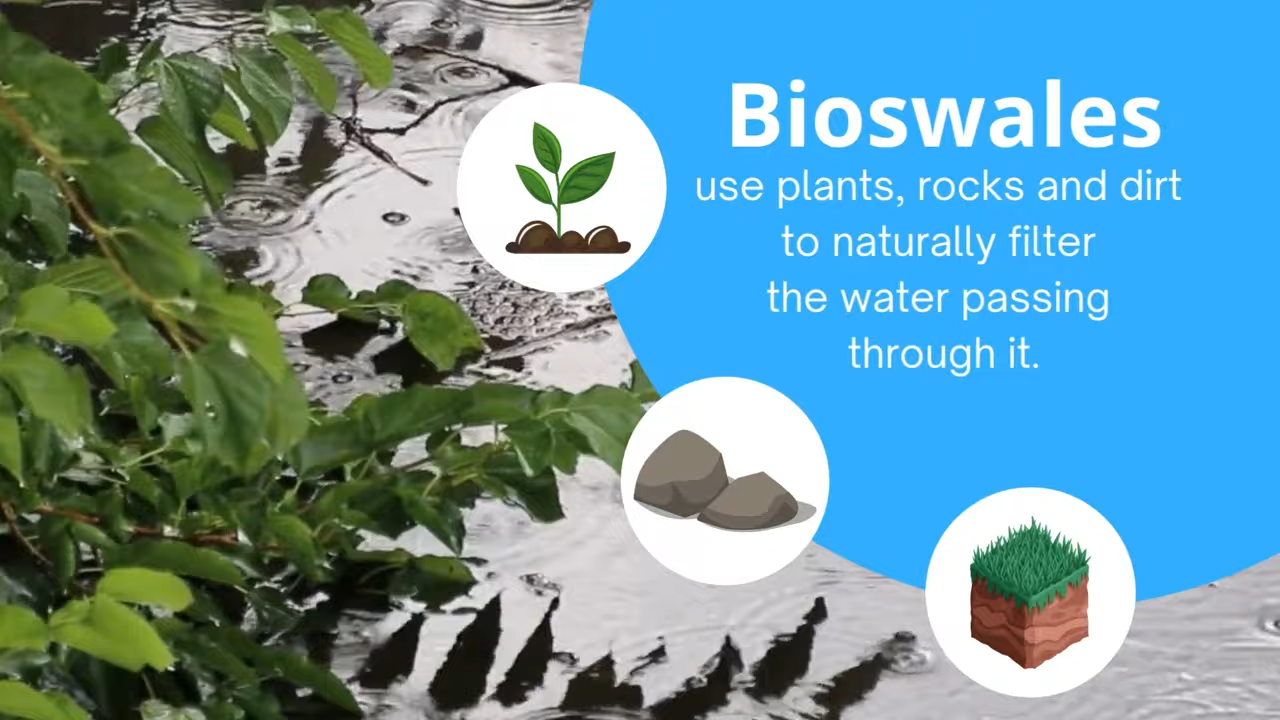 Bioswales
use plants, rocks and dirt
to naturally filter
the water passing
through it.